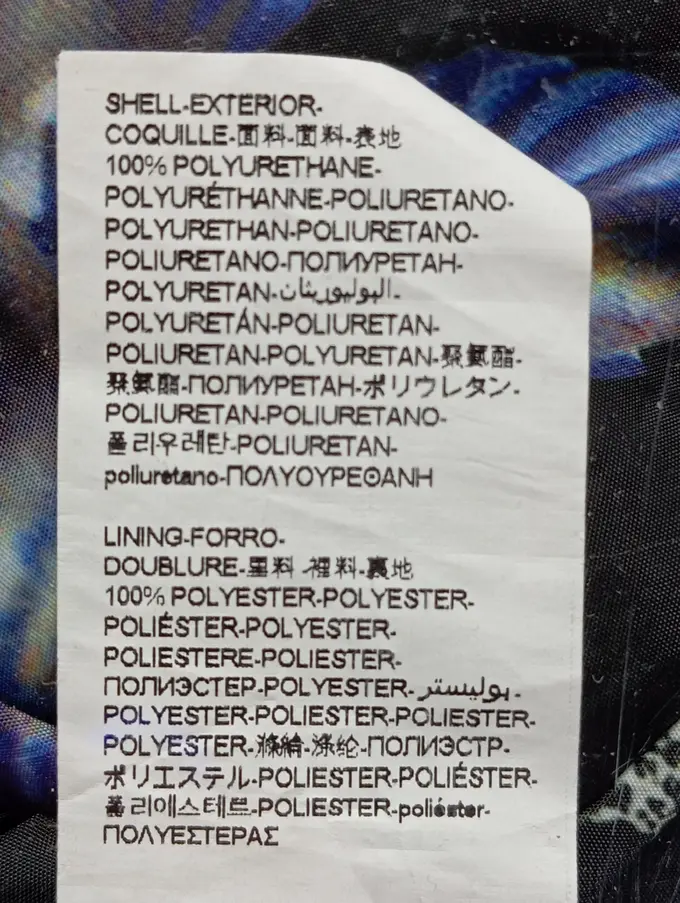 SHELL-EXTERIOR-
COQUILLE-面料-面料-表地
100% POLYURETHANE-
POLYURÉTHANNE-POLIURETANO-
POLYURETHAN-POLIURETANO-
POLIURETANO-ПОЛИУРЕТАН-
POLYURETAN-البوليوريثان-
POLYURETÁN-POLIURETAN-
POLIURETAN-POLYURETAN-聚氨酯-
聚氨酯-ПОЛИУРЕТАН-ポリウレタン-
POLIURETAN-POLIURETANO-
폴리우레탄-POLIURETAN-
poliuretano-ΠΟΛΥΟΥΡΕΘΑΝΗ
LINING-FORRO-
DOUBLURE-里料-裡料-裏地
100% POLYESTER-POLYESTER-
POLIÉSTER-POLYESTER-
POLIESTERE-POLIESTER-
ПОЛИЭСТЕР-POLYESTER-بوليستر-
POLYESTER-POLIESTER-POLIESTER-
POLYESTER-滌綸-涤纶-ПОЛИЭСТР-
ポリエステル-POLIESTER-POLIÉSTER-
폴리에스테르-POLIESTER-poliéster-
ΠΟΛΥΕΣΤΕΡΑΣ